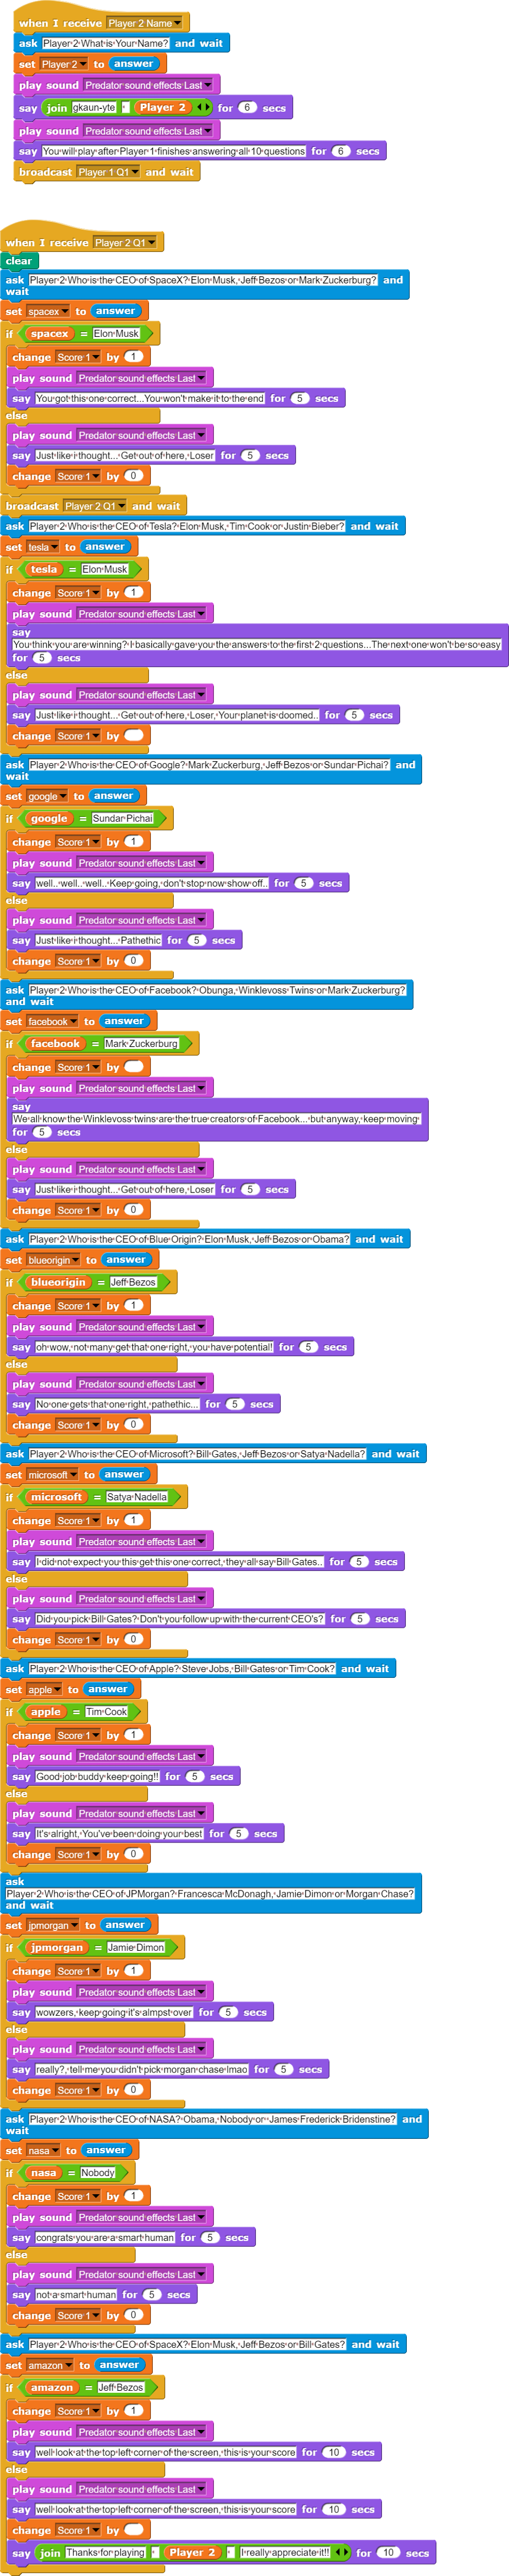 when I receive Player 2 Name
ask Player 2 What is Your Name? and wait
set Player 2 to answer
play sound Predator sound effects Last
say join gkaun-yte Player 2 for 6 secs
play sound Predator sound effects Last
say You will play after Player 1 finishes answering all 10 questions for 6 secs
broadcast Player 1 Q1 and wait
when I receive Player 2 Q1
clear
ask Player 2 Who is the CEO of SpaceX? Elon Musk, Jeff Bezos or Mark Zuckerburg? and
wait
set spacex to answer
if spacex = Elon Musk
change Score 1 by 1
play sound Predator sound effects Last
say You got this one correct... You won't make it to the end for 5 secs
else
play sound Predator sound effects Last
say Just like i thought... Get out of here, Loser for 5 secs
change Score 1 by 0
broadcast Player 2 Q1 and wait
ask Player 2 Who is the CEO of Tesla? Elon Musk, Tim Cook or Justin Bieber? and wait
set tesla to answer
if tesla = Elon Musk
change Score 1 by 1
play sound Predator sound effects Last
say
You think you are winning? I basically gave you the answers to the first 2 questions... The next one won't be so easy
for 5 secs
else
play sound Predator sound effects Last
say Just like i thought... Get out of here, Loser, Your planet is doomed.. for 5 secs
change Score 1 by
ask Player 2 Who is the CEO of Google? Mark Zuckerburg, Jeff Bezos or Sundar Pichai? and
wait
set google to answer
if google = Sundar Pichai
change Score 1 by 1
play sound Predator sound effects Last
say well.. well.. well.. Keep going, don't stop now show off.. for 5 secs
else
play sound Predator sound effects Last
say Just like i thought... Pathethic for 5 secs
change Score 1 by 0
ask Player 2 Who is the CEO of Facebook? Obunga, Winklevoss Twins or Mark Zuckerburg?
and wait
set facebook to answer
if facebook = Mark Zuckerburg
change Score 1 by
play sound Predator sound effects Last
say
We all know the Winklevoss twins are the true creators of Facebook... but anyway, keep moving
for 5 secs
else
play sound Predator sound effects Last
say Just like i thought... Get out of here, Loser for 5 secs
change Score 1 by 0
ask Player 2 Who is the CEO of Blue Origin? Elon Musk, Jeff Bezos or Obama? and wait
set blueorigin to answer
if blueorigin = Jeff Bezos
change Score 1 by 1
play sound Predator sound effects Last
say oh wow, not many get that one right, you have potential! for 5 secs
else
play sound Predator sound effects Last
say No one gets that one right, pathethic... for 5 secs
change Score 1 by 0
ask Player 2 Who is the CEO of Microsoft? Bill Gates, Jeff Bezos or Satya Nadella? and wait
set microsoft to answer
if microsoft = Satya Nadella
change Score 1 by 1
play sound Predator sound effects Last
say I did not expect you this get this one correct, they all say Bill Gates.. for 5 secs
else
play sound Predator sound effects Last
say Did you pick Bill Gates? Don't you follow up with the current CEO's? for 5 secs
change Score 1 by 0
ask Player 2 Who is the CEO of Apple? Steve Jobs, Bill Gates or Tim Cook? and wait
set apple to answer
if apple = Tim Cook
change Score 1 by 1
play sound Predator sound effects Last
say Good job buddy keep going!! for 5 secs
else
play sound Predator sound effects Last
say It's alright, You've been doing your best for 5 secs
change Score 1 by 0
ask
Player 2 Who is the CEO of JPMorgan? Francesca McDonagh, Jamie Dimon or Morgan Chase?
and wait
set jpmorgan to answer
if jpmorgan = Jamie Dimon
change Score 1 by 1
play sound Predator sound effects Last
say wowzers, keep going it's almpst over for 5 secs
else
play sound Predator sound effects Last
say really?, tell me you didn't pick morgan chase lmao for 5 secs
change Score 1 by 0
ask Player 2 Who is the CEO of NASA? Obama, Nobody or James Frederick Bridenstine? and
wait
set nasa to answer
if nasa = Nobody
change Score 1 by 1
play sound Predator sound effects Last
say congrats you are a smart human for 5 secs
else
play sound Predator sound effects Last
say not a smart human for 5 secs
change Score 1 by 0
ask Player 2 Who is the CEO of SpaceX? Elon Musk, Jeff Bezos or Bill Gates? and wait
set amazon to answer
if amazon = Jeff Bezos
change Score 1 by 1
play sound Predator sound effects Last
say well look at the top left corner of the screen, this is your score for 10 secs
else
play sound Predator sound effects Last
say well look at the top left corner of the screen, this is your score for 10 secs
change Score 1 by
say join Thanks for playing Player 2 I really appreciate it!! for 10 secs